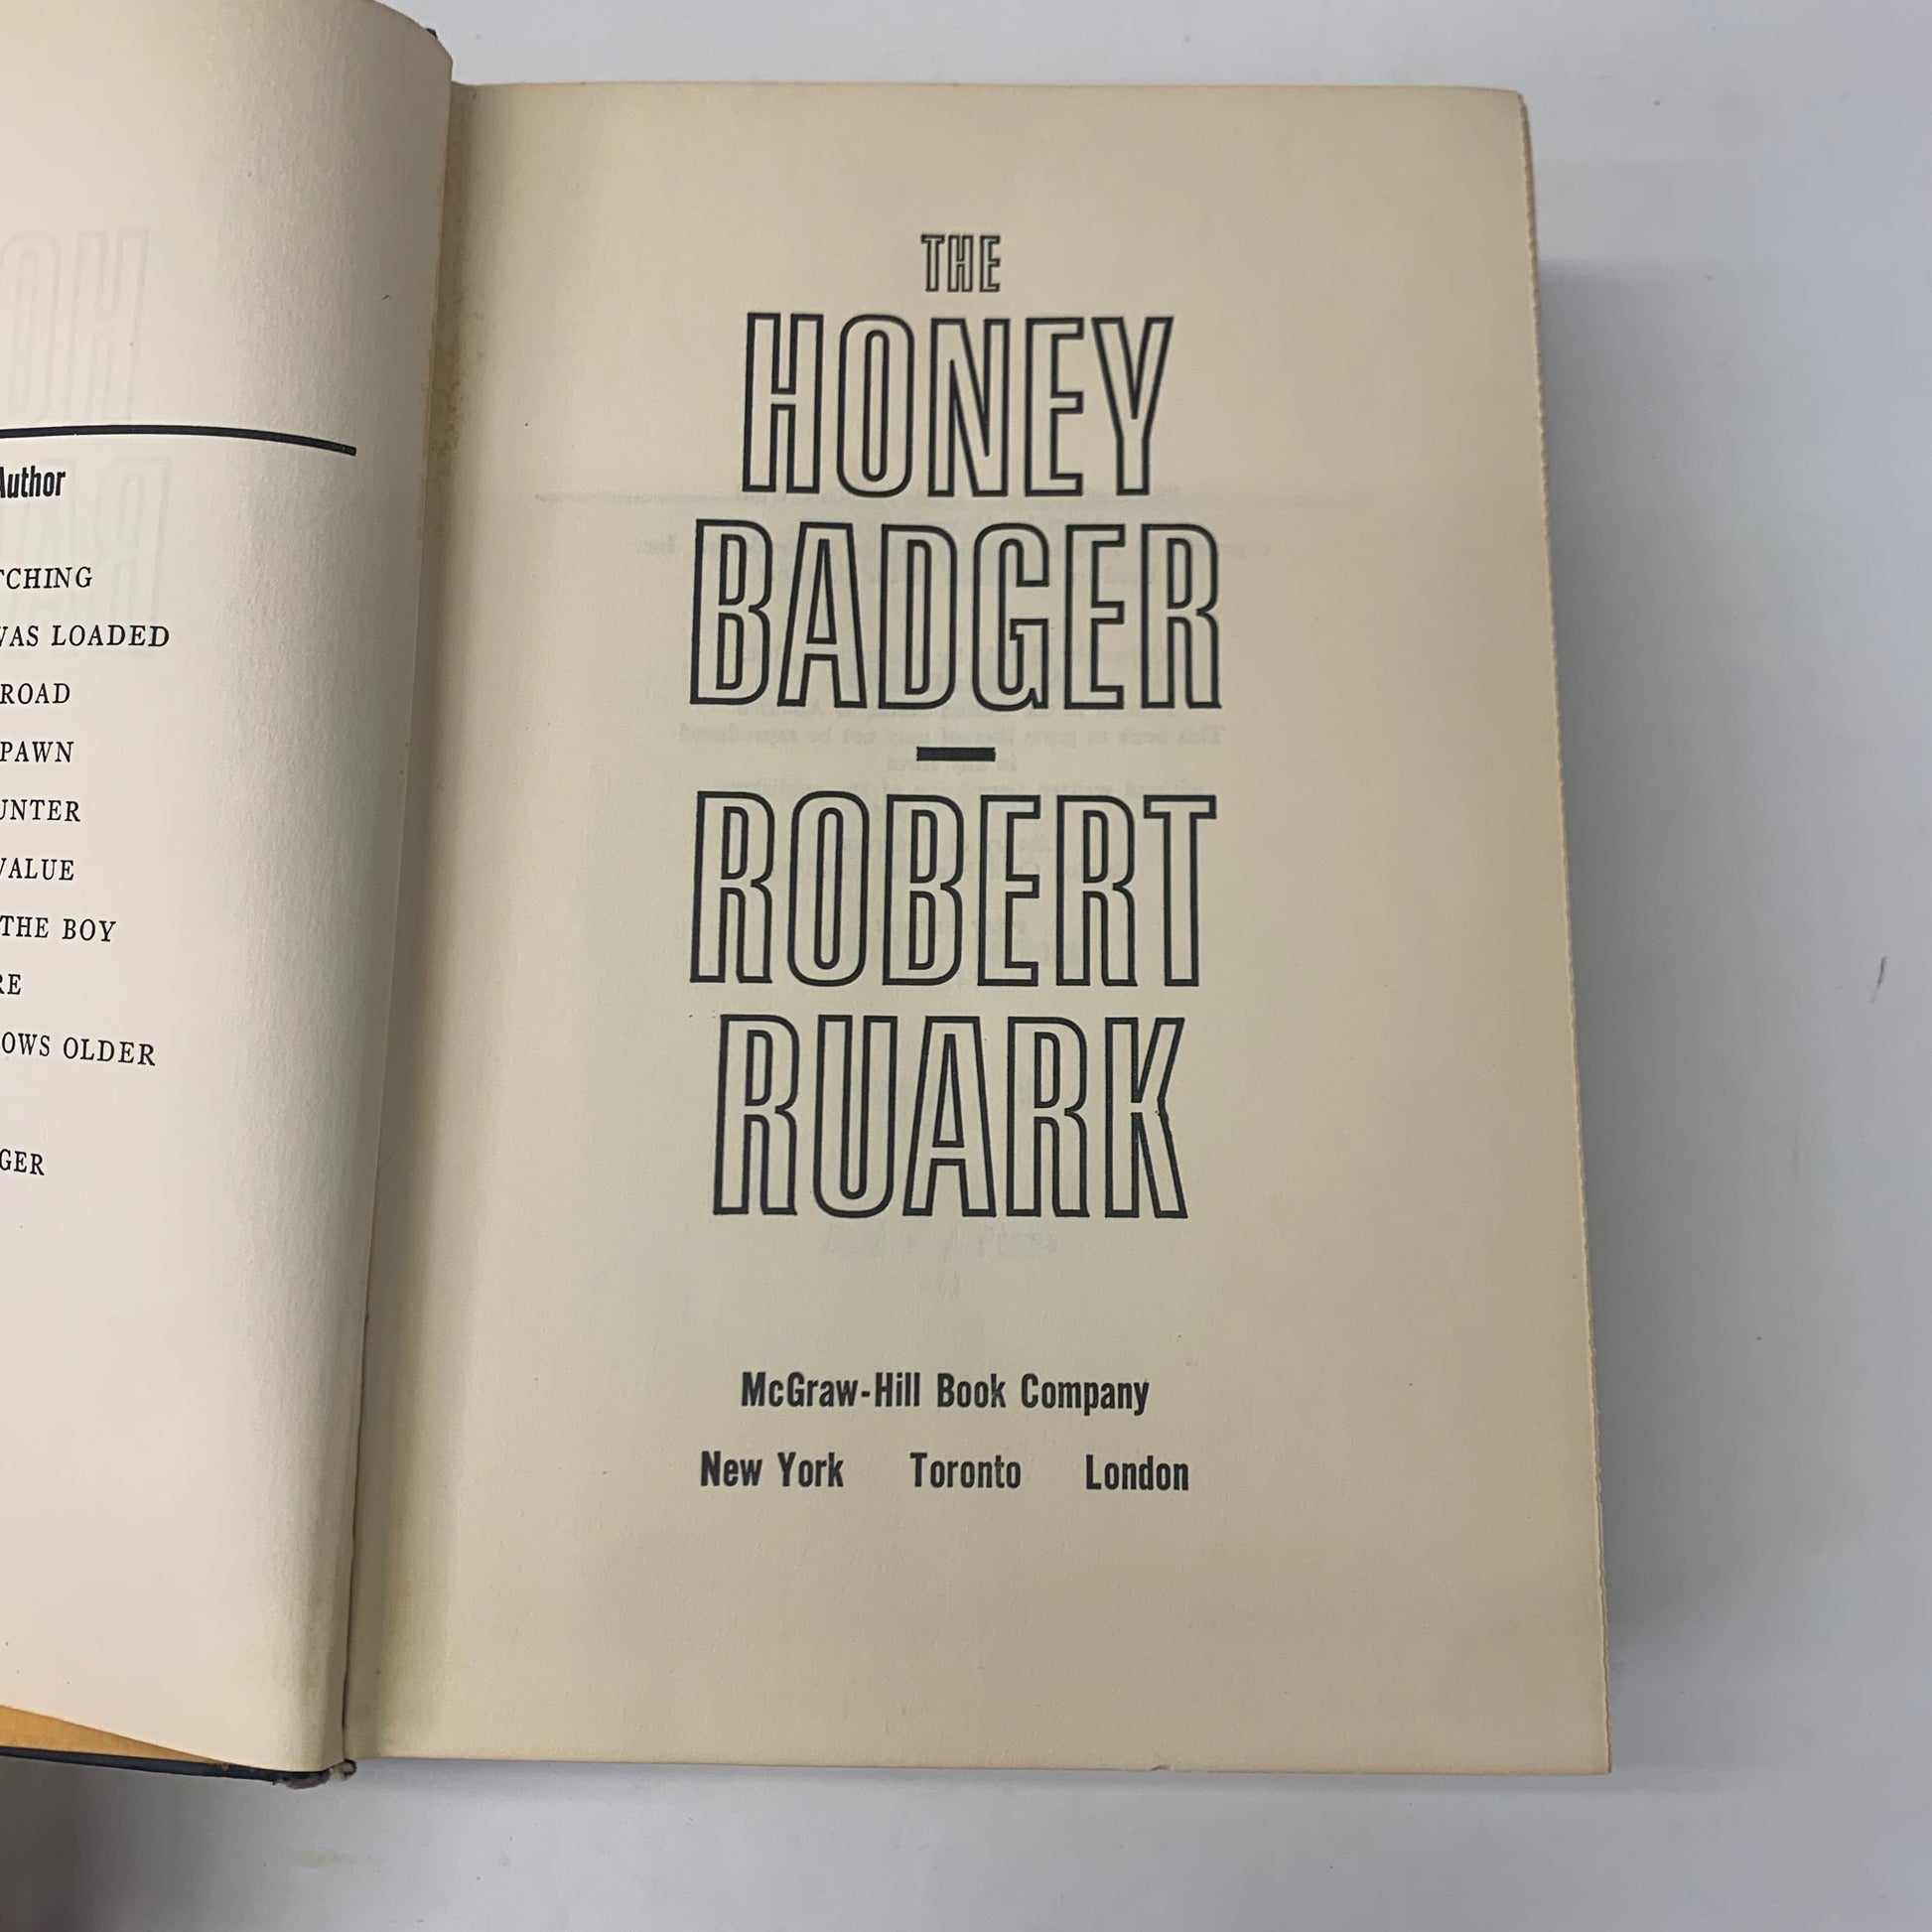 Author
TCHING
WAS LOADED
ROAD
PAWN
UNTER
VALUE
THE BOY
RE
OWS OLDER
GER
THE
HONEY
BADGER
ROBERT
RUARK
McGraw-Hill Book Company
New York Toronto London